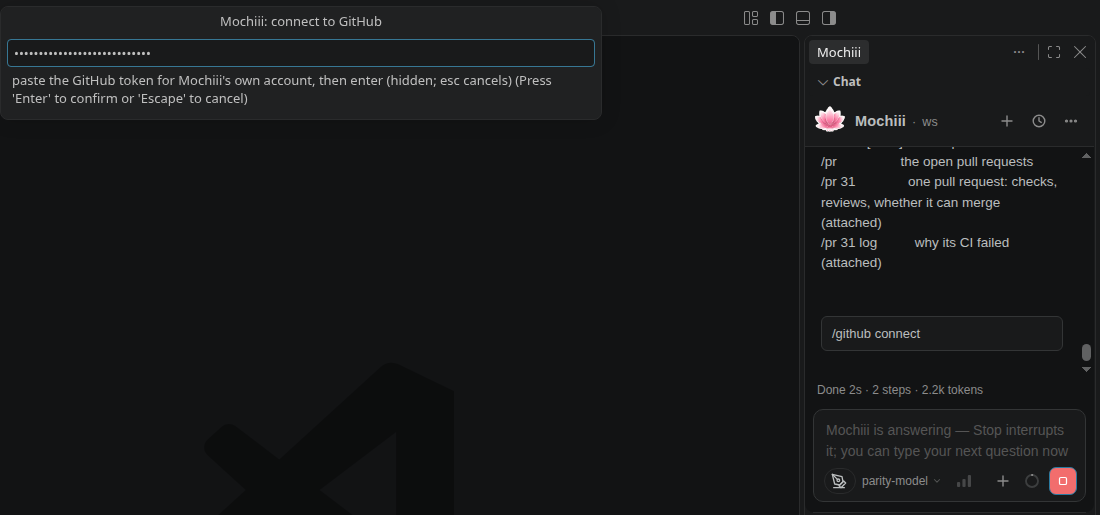 Mochiii: connect to GitHub
••••••••••••••••••••••••••••
paste the GitHub token for Mochiii's own account, then enter (hidden; esc cancels) (Press
'Enter' to confirm or 'Escape' to cancel)
Mochiii
Chat
Mochiii · ws
/pr the open pull requests
/pr 31 one pull request: checks,
reviews, whether it can merge
(attached)
/pr 31 log why its CI failed
(attached)
/github connect
Done 2s · 2 steps · 2.2k tokens
Mochiii is answering — Stop interrupts
it; you can type your next question now
parity-model